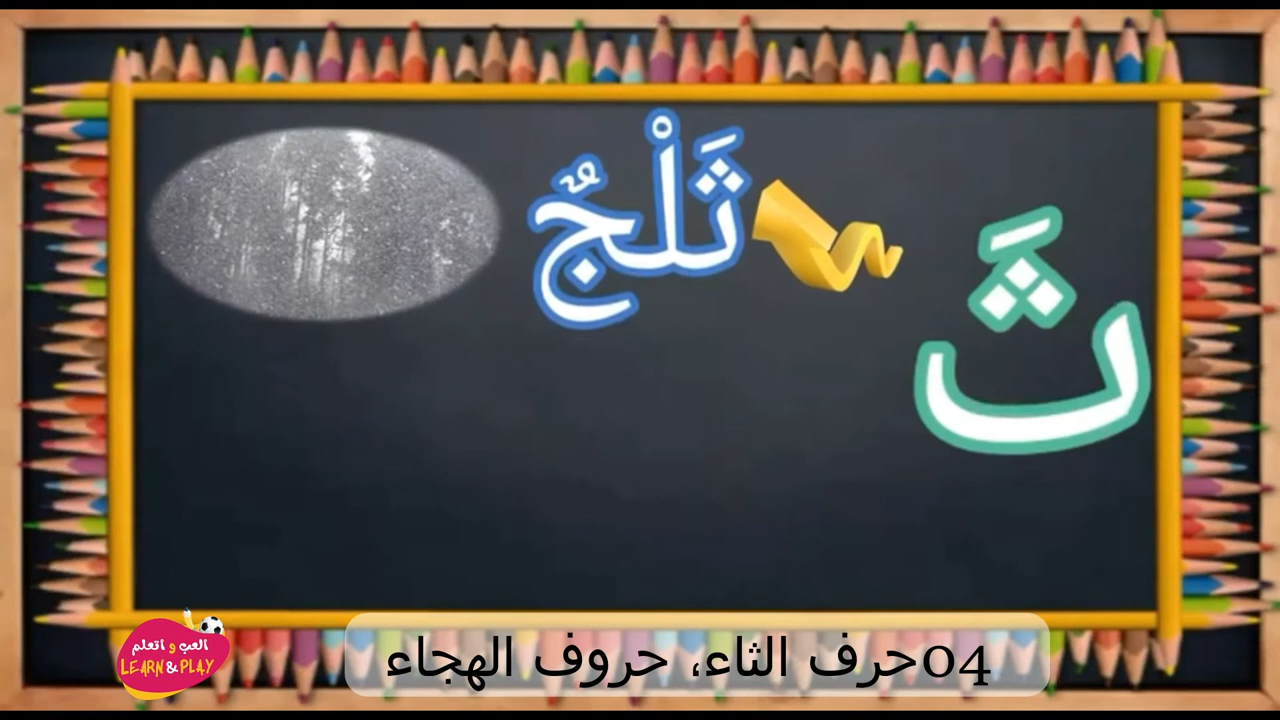 ثَ
ثَلْجٌ
04حرف الثاء، حروف الهجاء
العب و اتعلم
LEARN & PLAY